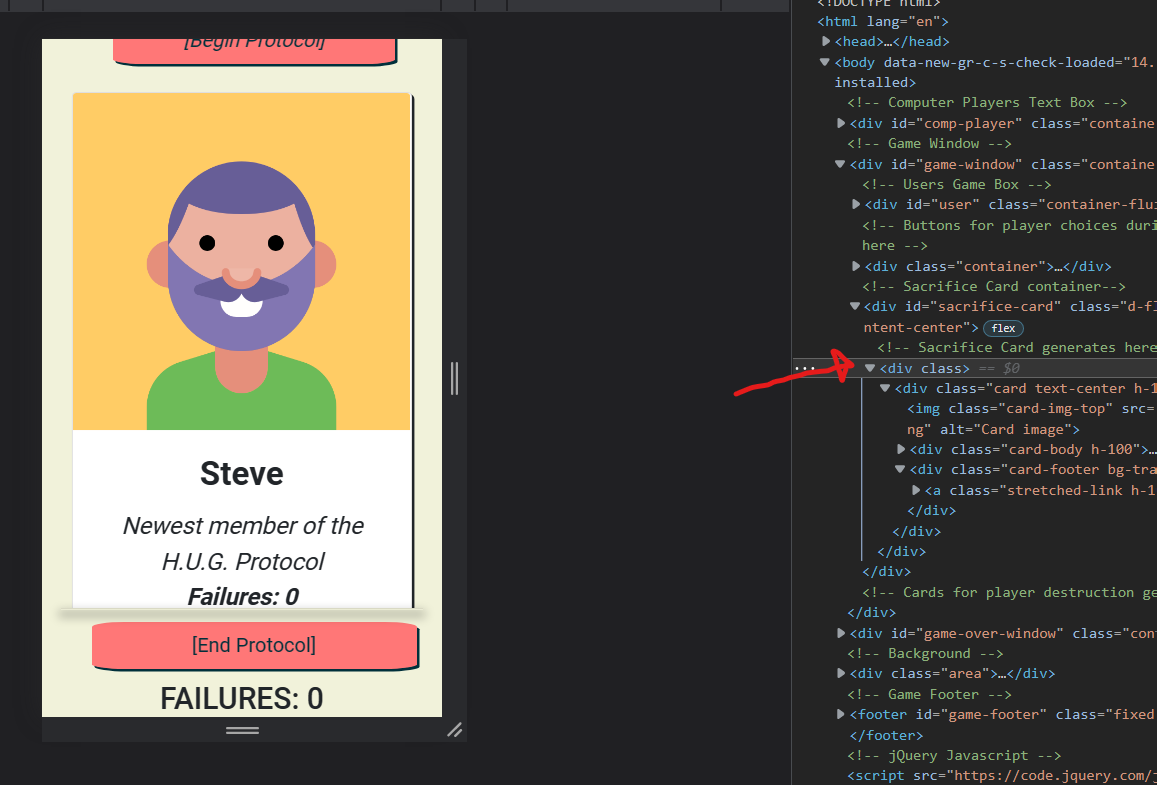 [Begin Protocol]
Steve
Newest member of the
H.U.G. Protocol
Failures: 0
[End Protocol]
FAILURES: 0
<!DOCTYPE html>
<html lang="en">
<head>…</head>
<body data-new-gr-c-s-check-loaded="14.
installed>
<!-- Computer Players Text Box -->
<div id="comp-player" class="containe
<!-- Game Window -->
<div id="game-window" class="containe
<!-- Users Game Box -->
<div id="user" class="container-flui
<!-- Buttons for player choices duri
here -->
<div class="container">…</div>
<!-- Sacrifice Card container-->
<div id="sacrifice-card" class="d-fl
ntent-center"> flex
<!-- Sacrifice Card generates here
... <div class> == $0
<div class="card text-center h-1
<img class="card-img-top" src=
ng" alt="Card image">
<div class="card-body h-100">…
<div class="card-footer bg-tra
<a class="stretched-link h-1
</div>
</div>
</div>
</div>
<!-- Cards for player destruction ge
</div>
<div id="game-over-window" class="con
<!-- Background -->
<div class="area">…</div>
<!-- Game Footer -->
<footer id="game-footer" class="fixed
</footer>
<!-- jQuery Javascript -->
<script src="https://code.jquery.com/j